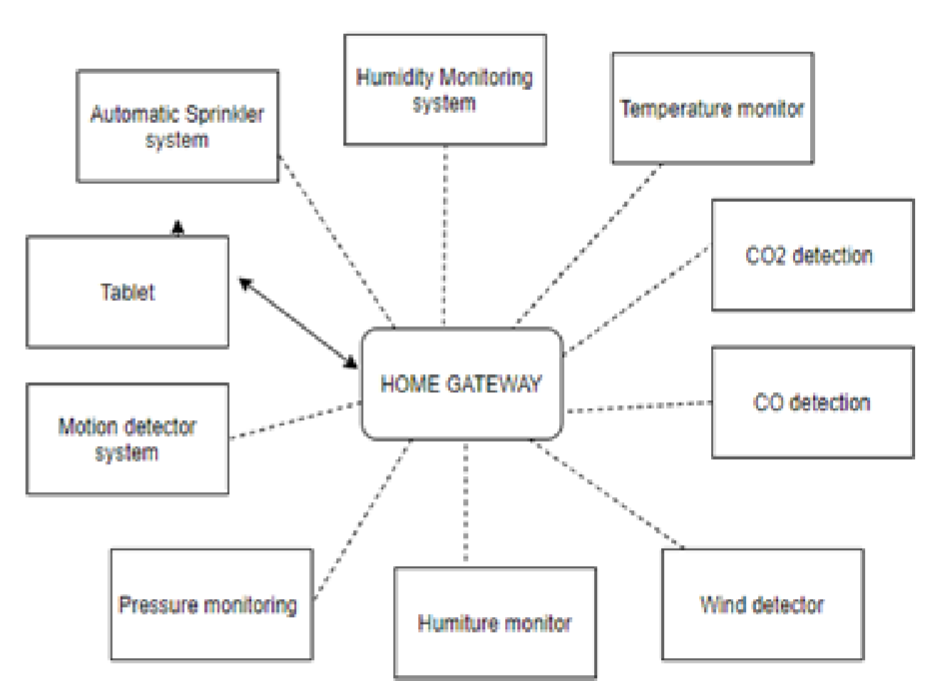 Humidity Monitoring
system
Automatic Sprinkler
system
Temperature monitor
CO2 detection
Tablet
HOME GATEWAY
CO detection
Motion detector
system
Pressure monitoring
Humiture monitor
Wind detector